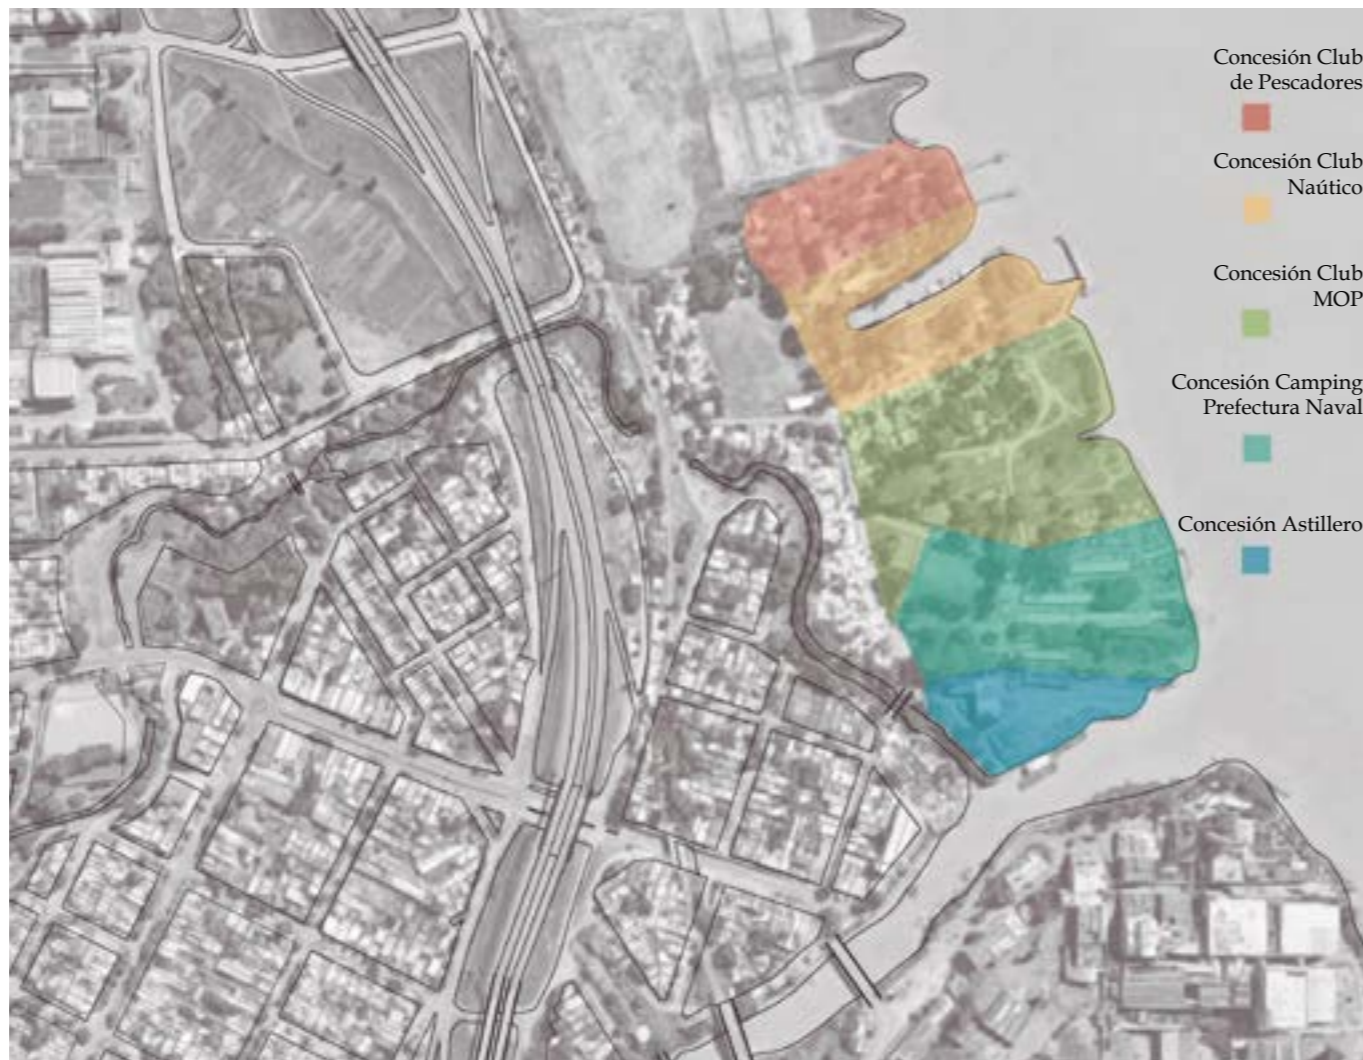 Concesión Club
de Pescadores
Concesión Club
Naútico
Concesión Club
MOP
Concesión Camping
Prefectura Naval
Concesión Astillero